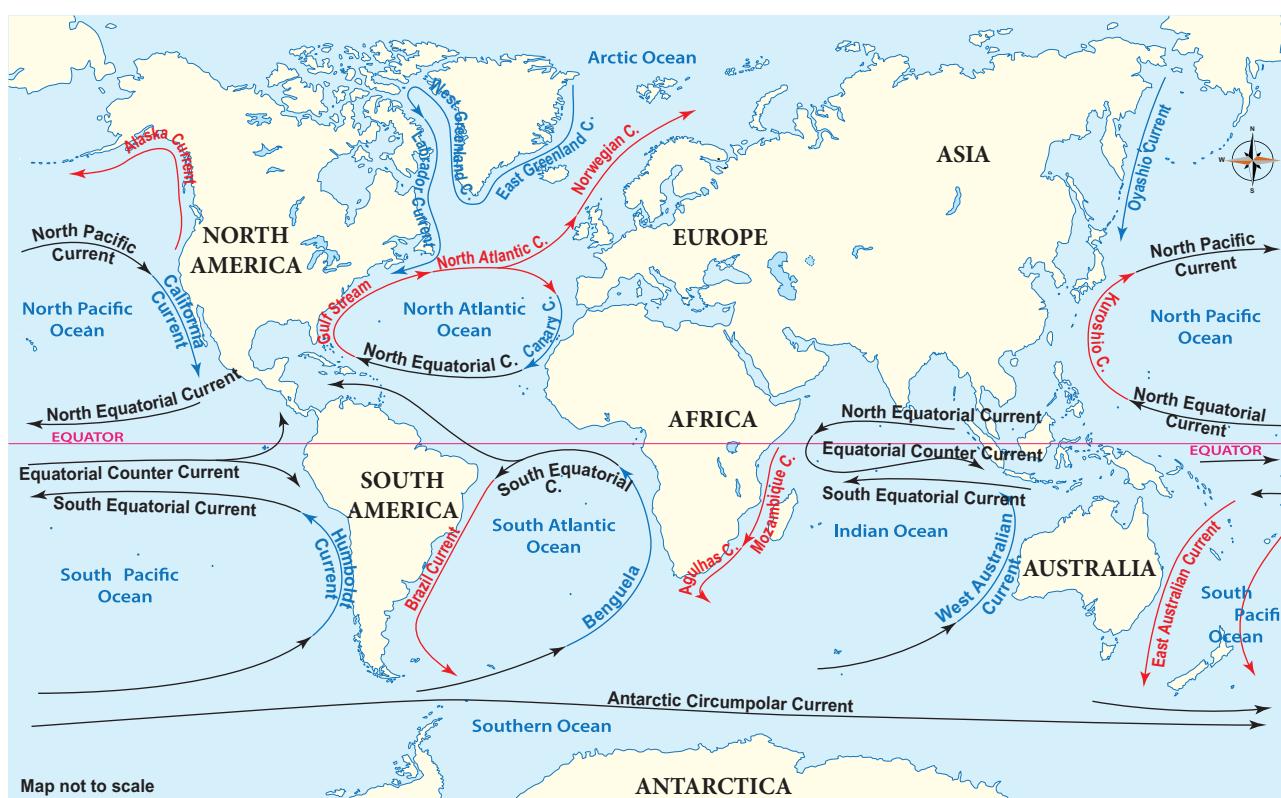 Arctic Ocean
West Greenland C.
East Greenland C.
Labrador Current
Norwegian C.
Alaska Current
ASIA
Oyashio Current
N
W
E
S
NORTH
AMERICA
EUROPE
North Pacific
Current
California
Current
North Atlantic C.
Gulf Stream
North Pacific
Ocean
North Atlantic
Ocean
Canary C.
North Equatorial C.
North Pacific
Current
Kuroshio C.
North Pacific
Ocean
North Equatorial Current
EQUATOR
AFRICA
North Equatorial Current
North Equatorial
Current
EQUATOR
Equatorial Counter Current
South Equatorial Current
SOUTH
AMERICA
South Equatorial
C.
Equatorial Counter Current
South Equatorial Current
Mozambique C.
Agulhas C.
Indian Ocean
South Atlantic
Ocean
Humboldt
Current
Brazil Current
Benguela
South Pacific
Ocean
West Australian
Current
AUSTRALIA
East Australian Current
South
Pacific
Ocean
Antarctic Circumpolar Current
Southern Ocean
Map not to scale
ANTARCTICA